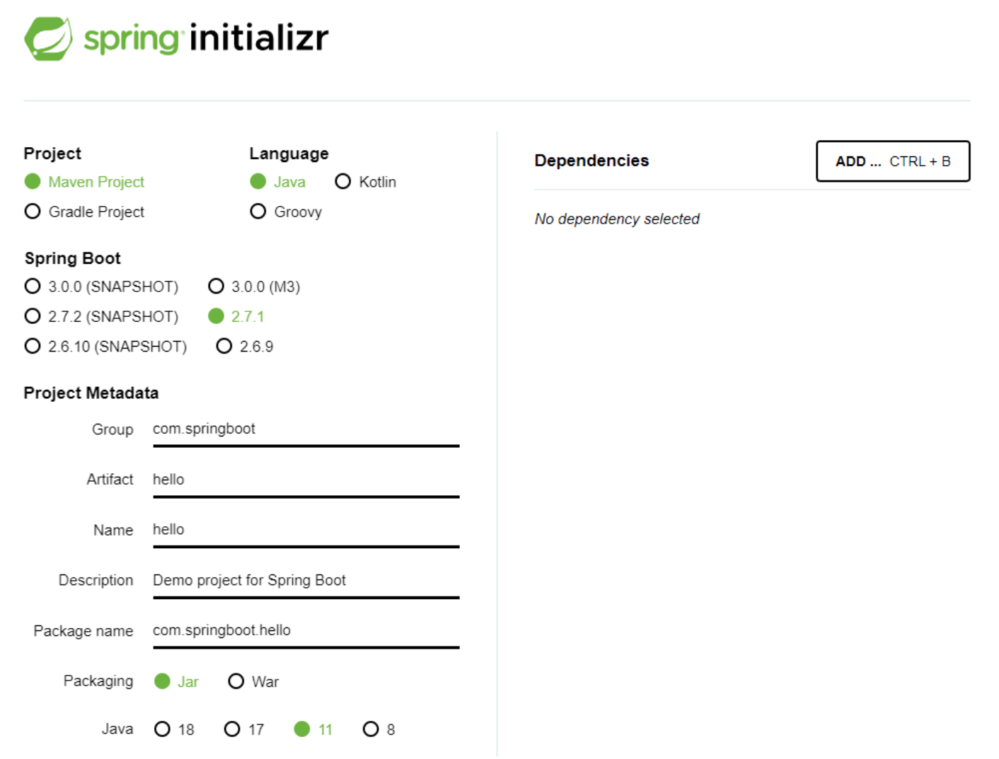 spring initializr
Project
Maven Project
Gradle Project
Language
Java Kotlin
Groovy
Spring Boot
3.0.0 (SNAPSHOT) 3.0.0 (M3)
2.7.2 (SNAPSHOT) 2.7.1
2.6.10 (SNAPSHOT) 2.6.9
Project Metadata
Group com.springboot
Artifact hello
Name hello
Description Demo project for Spring Boot
Package name com.springboot.hello
Packaging Jar War
Java 18 17 11 8
Dependencies
ADD ... CTRL + B
No dependency selected